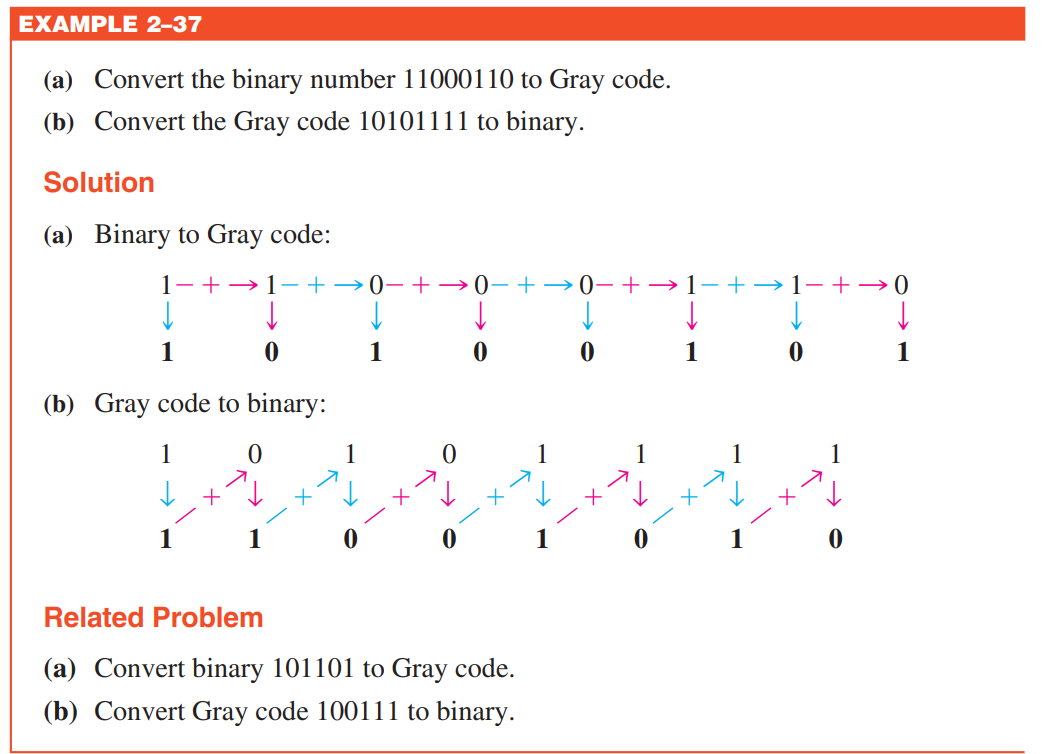 EXAMPLE 2–37
(a) Convert the binary number 11000110 to Gray code.
(b) Convert the Gray code 10101111 to binary.
Solution
(a) Binary to Gray code:
1 – + → 1 – + → 0 – + → 0 – + → 0 – + → 1 – + → 1 – + → 0
↓ ↓ ↓ ↓ ↓ ↓ ↓ ↓
1 0 1 0 0 1 0 1
(b) Gray code to binary:
1 0 1 0 1 1 1 1
↓ + ↗ ↓ + ↗ ↓ + ↗ ↓ + ↗ ↓ + ↗ ↓ + ↗ ↓ + ↗ ↓
1 1 0 0 1 0 1 0
Related Problem
(a) Convert binary 101101 to Gray code.
(b) Convert Gray code 100111 to binary.